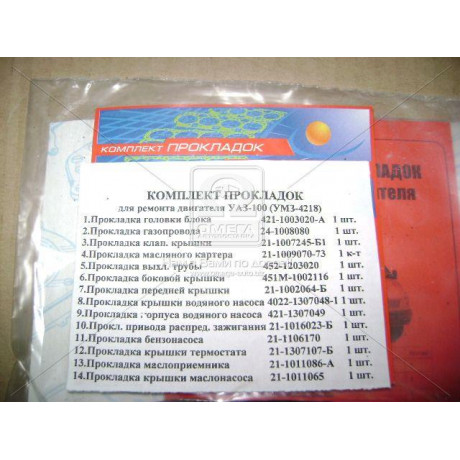 КОМПЛЕКТ ПРОКЛАДОК
ЛАДОК
ателя
КОМПЛЕКТ ПРОКЛАДОК
для ремонта двигателя УАЗ-100 (УМЗ-4218)
1.Прокладка головки блока 421-1003020-А 1 шт.
2.Прокладка газопровода 24-1008080 1 шт.
3.Прокладка клап. крышки 21-1007245-Б1 1 шт.
4.Прокладка масляного картера 21-1009070-73 1 к-т
5.Прокладка выхл. трубы 452-1203020 1 шт.
6.Прокладка боковой крышки 451М-1002116 1 шт.
7.Прокладка передней крышки 21-1002064-Б 1 шт.
8.Прокладка крышки водяного насоса 4022-1307048-1 1 шт.
9.Прокладка корпуса водяного насоса 421-1307049 1 шт.
10.Прокл. привода распред. зажигания 21-1016023-Б 1 шт.
11.Прокладка бензонасоса 21-1106170 1 шт.
12.Прокладка крышки термостата 21-1307107-Б 1 шт.
13.Прокладка маслоприемника 21-1011086-А 1 шт.
14.Прокладка крышки маслонасоса 21-1011065 1 шт.